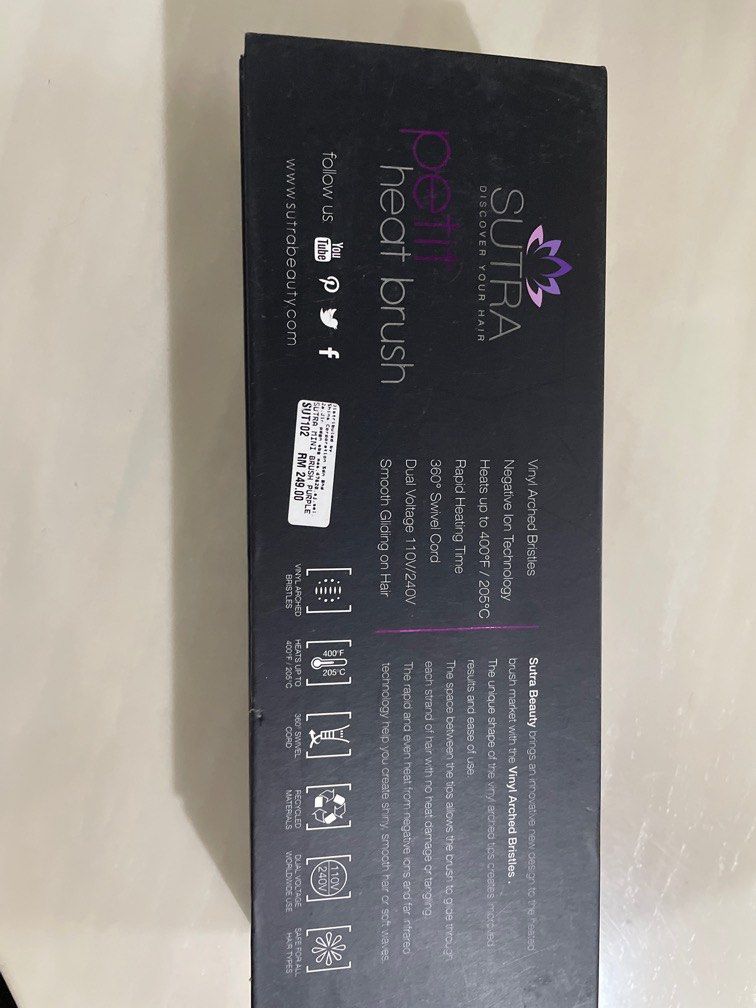 SUTRA
DISCOVER YOUR HAIR
petit
heat brush
follow us
You
Tube
www.sutrabeauty.com
Distributed by
SUTRA MINI BRUSH PURPLE
SUT102 RM 249.00
Vinyl Arched Bristles
Negative Ion Technology
Heats up to 400°F / 205°C
Rapid Heating Time
360° Swivel Cord
Dual Voltage 110V/240V
Smooth Gliding on Hair
Sutra Beauty brings an innovative new design to the heated
brush market with the Vinyl Arched Bristles .
The unique shape of the vinyl arched tips creates improved
results and ease of use.
The space between the tips allows the brush to glide through
each strand of hair with no heat damage or tanging.
The rapid and even heat from negative ions and far infrared
technology help you create shiny, smooth hair or soft waves.
VINYL ARCHED
BRISTLES
400°F
205°C
HEATS UP TO
400°F / 205°C
360° SWIVEL
CORD
RECYCLED
MATERIALS
110V
240V
DUAL VOLTAGE
WORLDWIDE USE
SAFE FOR ALL
HAIR TYPES